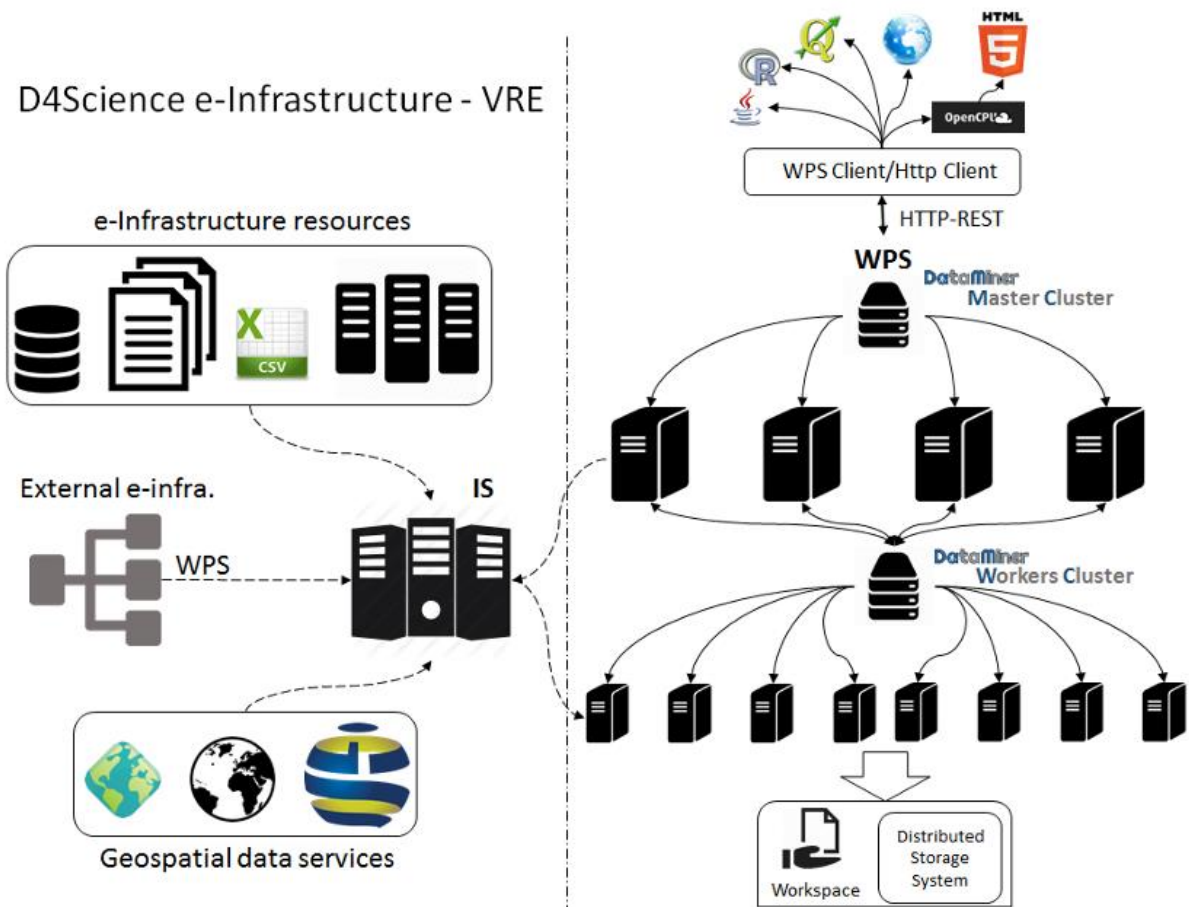 D4Science e-Infrastructure - VRE
e-Infrastructure resources
X
CSV
External e-infra.
WPS
IS
Geospatial data services
HTML
5
R
Q
OpenCPU
WPS Client/Http Client
HTTP-REST
WPS
DataMiner
Master Cluster
DataMiner
Workers Cluster
Workspace
Distributed
Storage
System